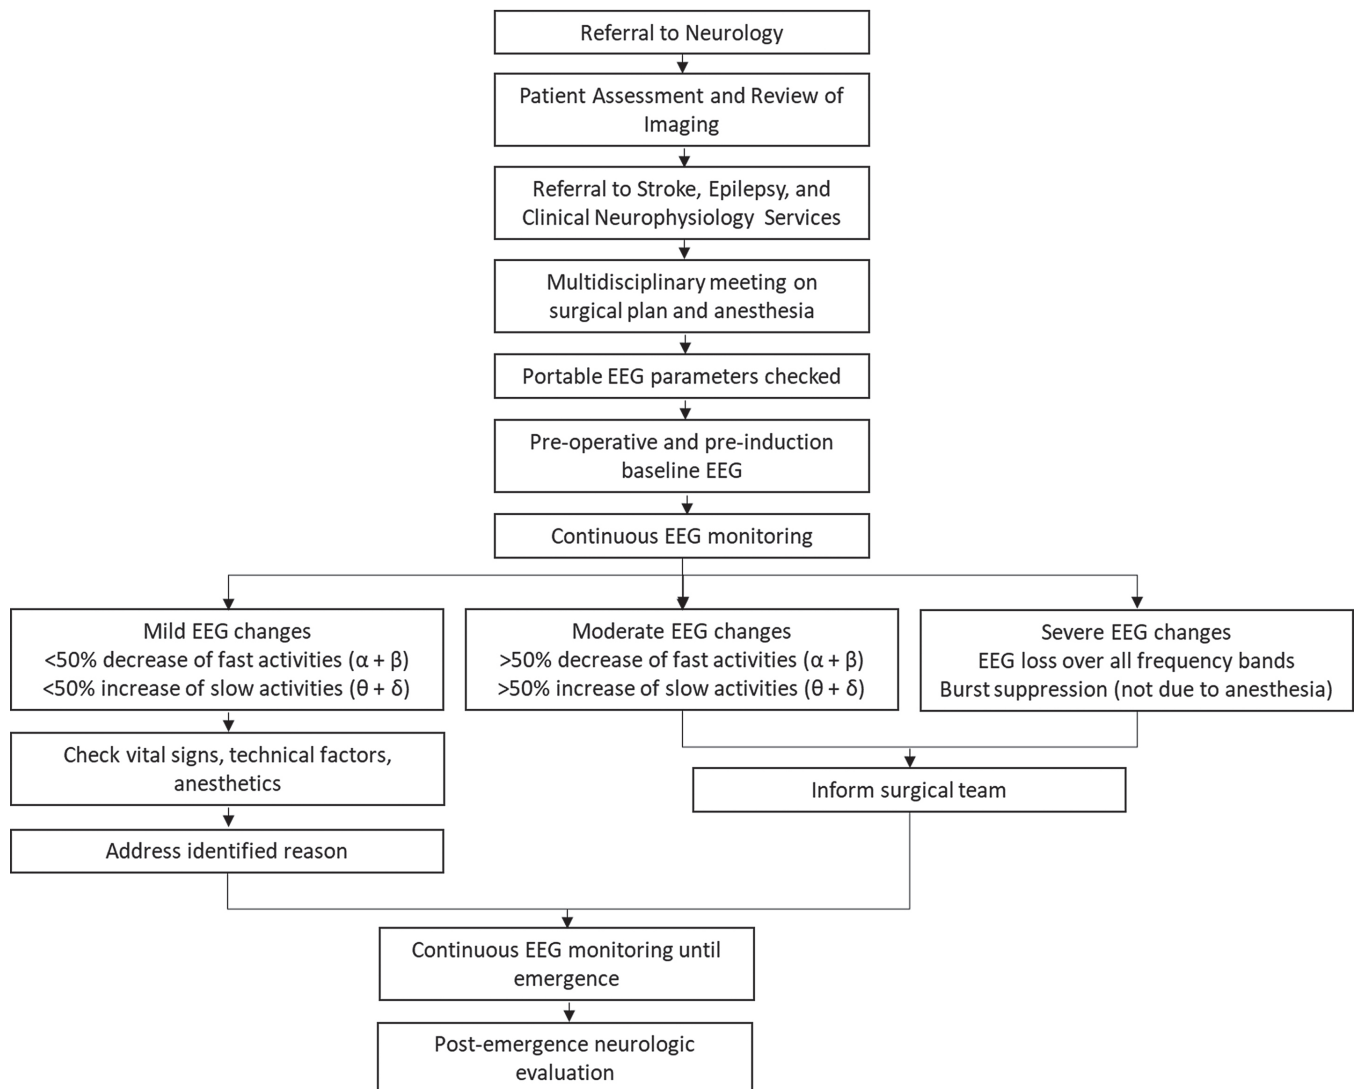 Referral to Neurology
Patient Assessment and Review of
Imaging
Referral to Stroke, Epilepsy, and
Clinical Neurophysiology Services
Multidisciplinary meeting on
surgical plan and anesthesia
Portable EEG parameters checked
Pre-operative and pre-induction
baseline EEG
Continuous EEG monitoring
Mild EEG changes
<50% decrease of fast activities (α + β)
<50% increase of slow activities (θ + δ)
Moderate EEG changes
>50% decrease of fast activities (α + β)
>50% increase of slow activities (θ + δ)
Severe EEG changes
EEG loss over all frequency bands
Burst suppression (not due to anesthesia)
Check vital signs, technical factors,
anesthetics
Address identified reason
Inform surgical team
Continuous EEG monitoring until
emergence
Post-emergence neurologic
evaluation